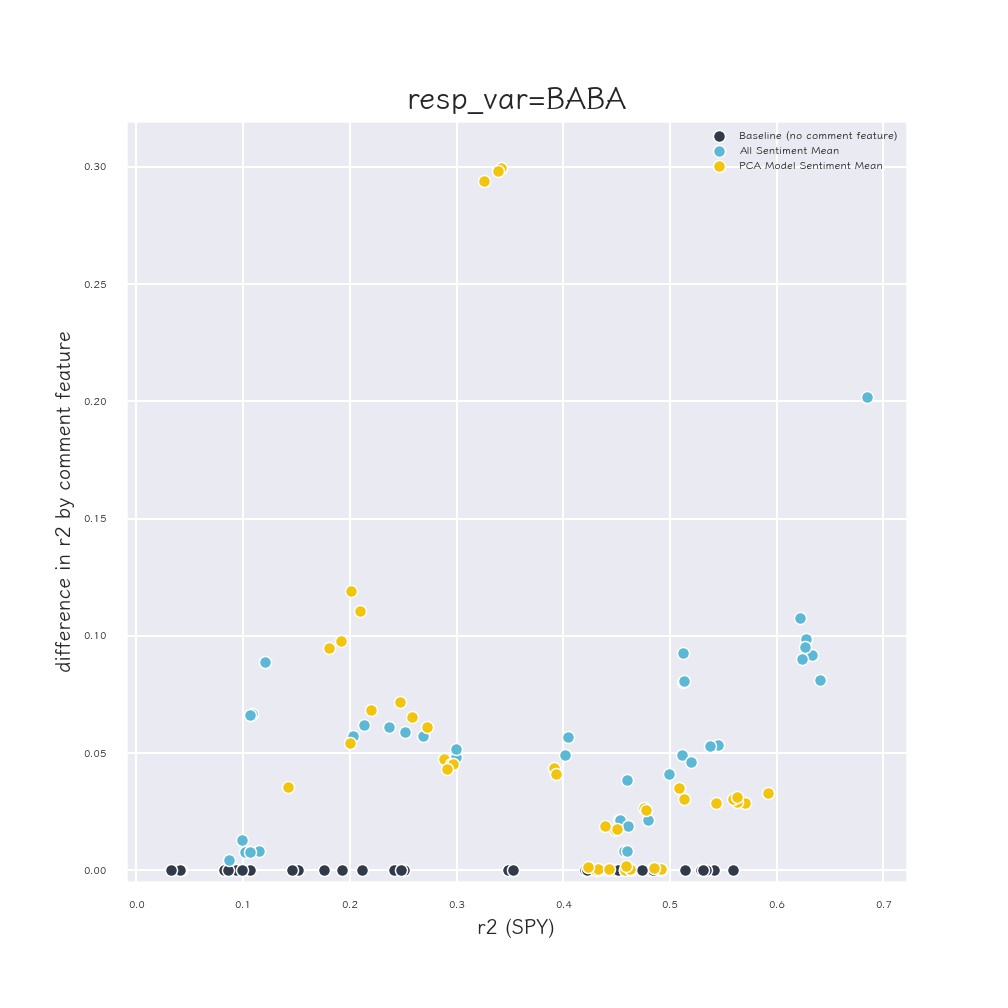 resp_var=BABA
Baseline (no comment feature)
All Sentiment Mean
PCA Model Sentiment Mean
0.30
0.25
0.20
0.15
0.10
0.05
0.00
difference in r2 by comment feature
0.0 0.1 0.2 0.3 0.4 0.5 0.6 0.7
r2 (SPY)